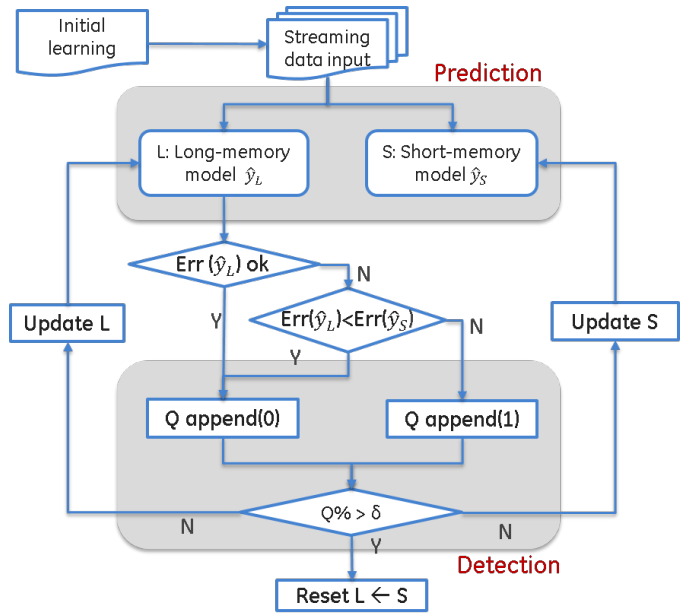 Initial
learning
Streaming
data input
Prediction
L: Long-memory
model ŷ_L
S: Short-memory
model ŷ_S
Err (ŷ_L) ok
N
Y
Err(ŷ_L)<Err(ŷ_S)
N
Y
Update L
Update S
Q append(0)
Q append(1)
Q% > δ
N
N
Y
Detection
Reset L ← S